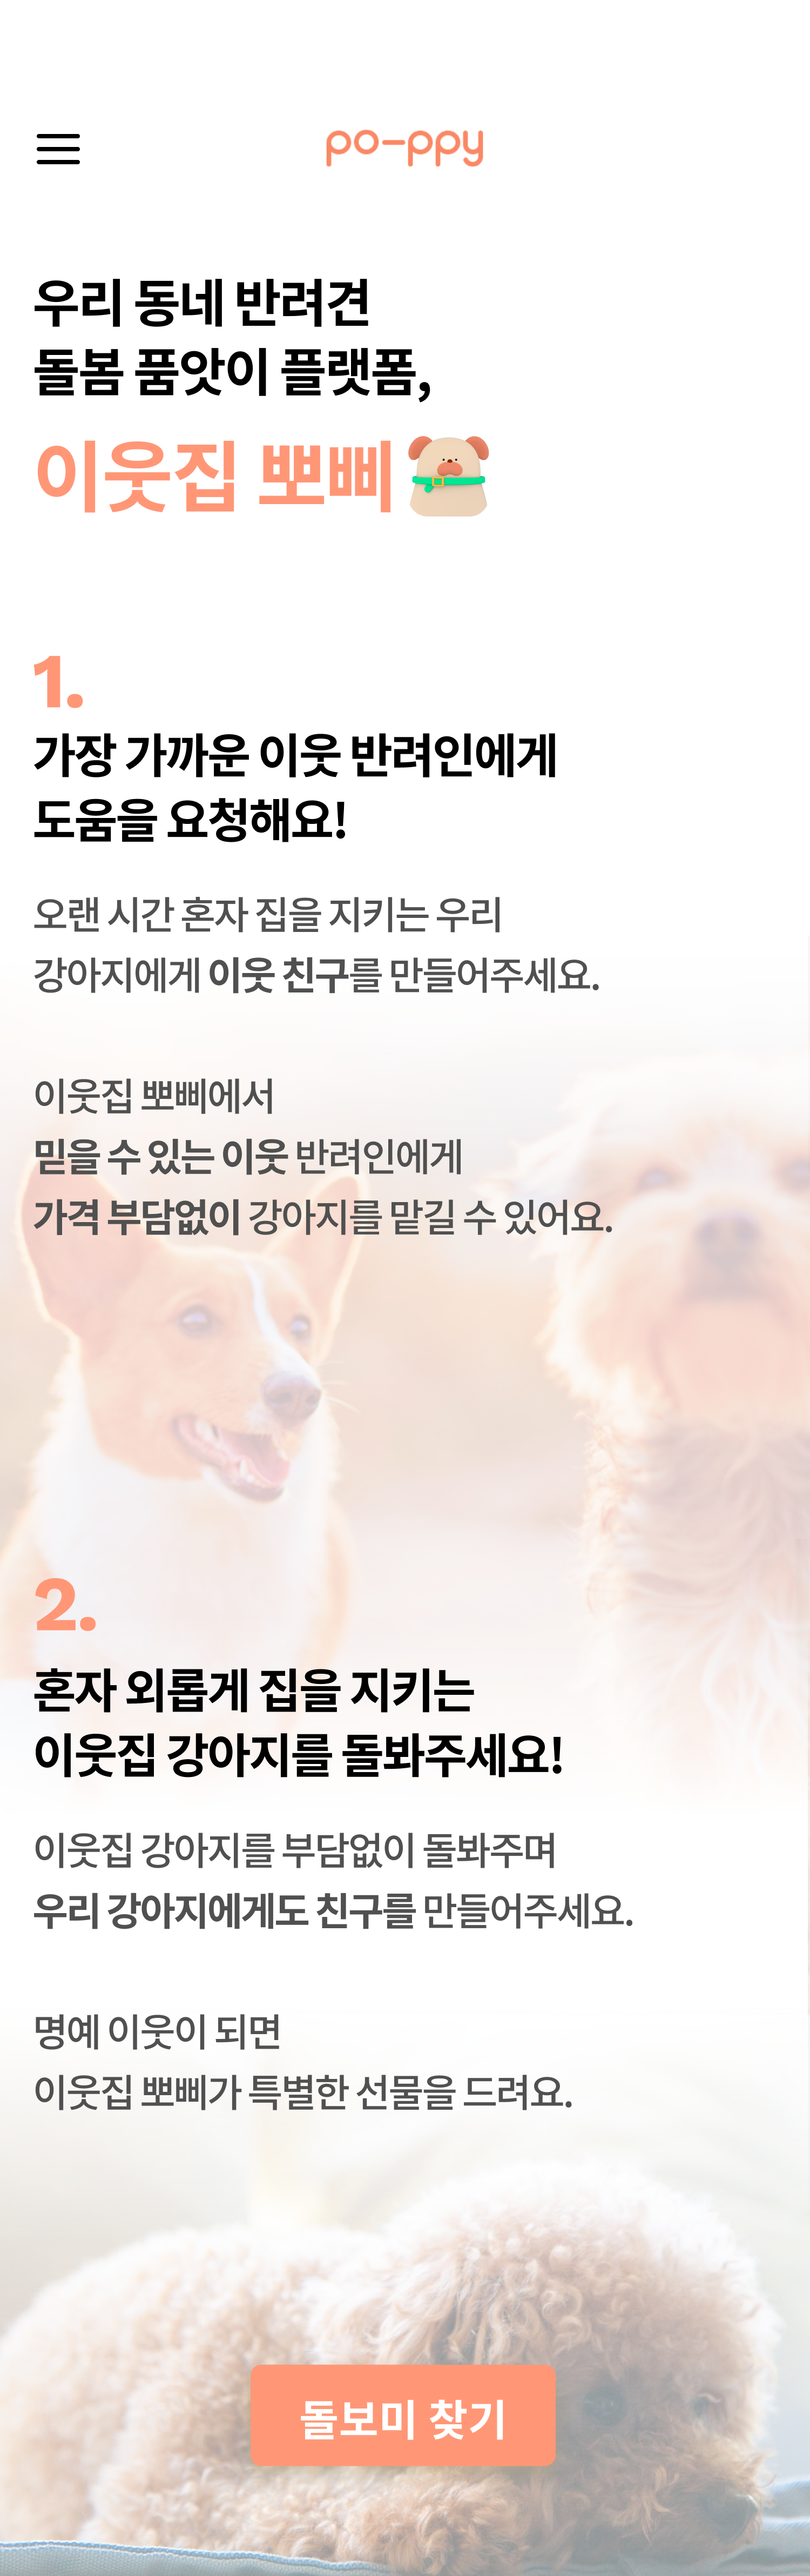 po-ppy
우리 동네 반려견
돌봄 품앗이 플랫폼,
이웃집 뽀삐
1.
가장 가까운 이웃 반려인에게
도움을 요청해요!
오랜 시간 혼자 집을 지키는 우리
강아지에게 이웃 친구를 만들어주세요.
이웃집 뽀삐에서
믿을 수 있는 이웃 반려인에게
가격 부담없이 강아지를 맡길 수 있어요.
2.
혼자 외롭게 집을 지키는
이웃집 강아지를 돌봐주세요!
이웃집 강아지를 부담없이 돌봐주며
우리 강아지에게도 친구를 만들어주세요.
명예 이웃이 되면
이웃집 뽀삐가 특별한 선물을 드려요.
돌보미 찾기